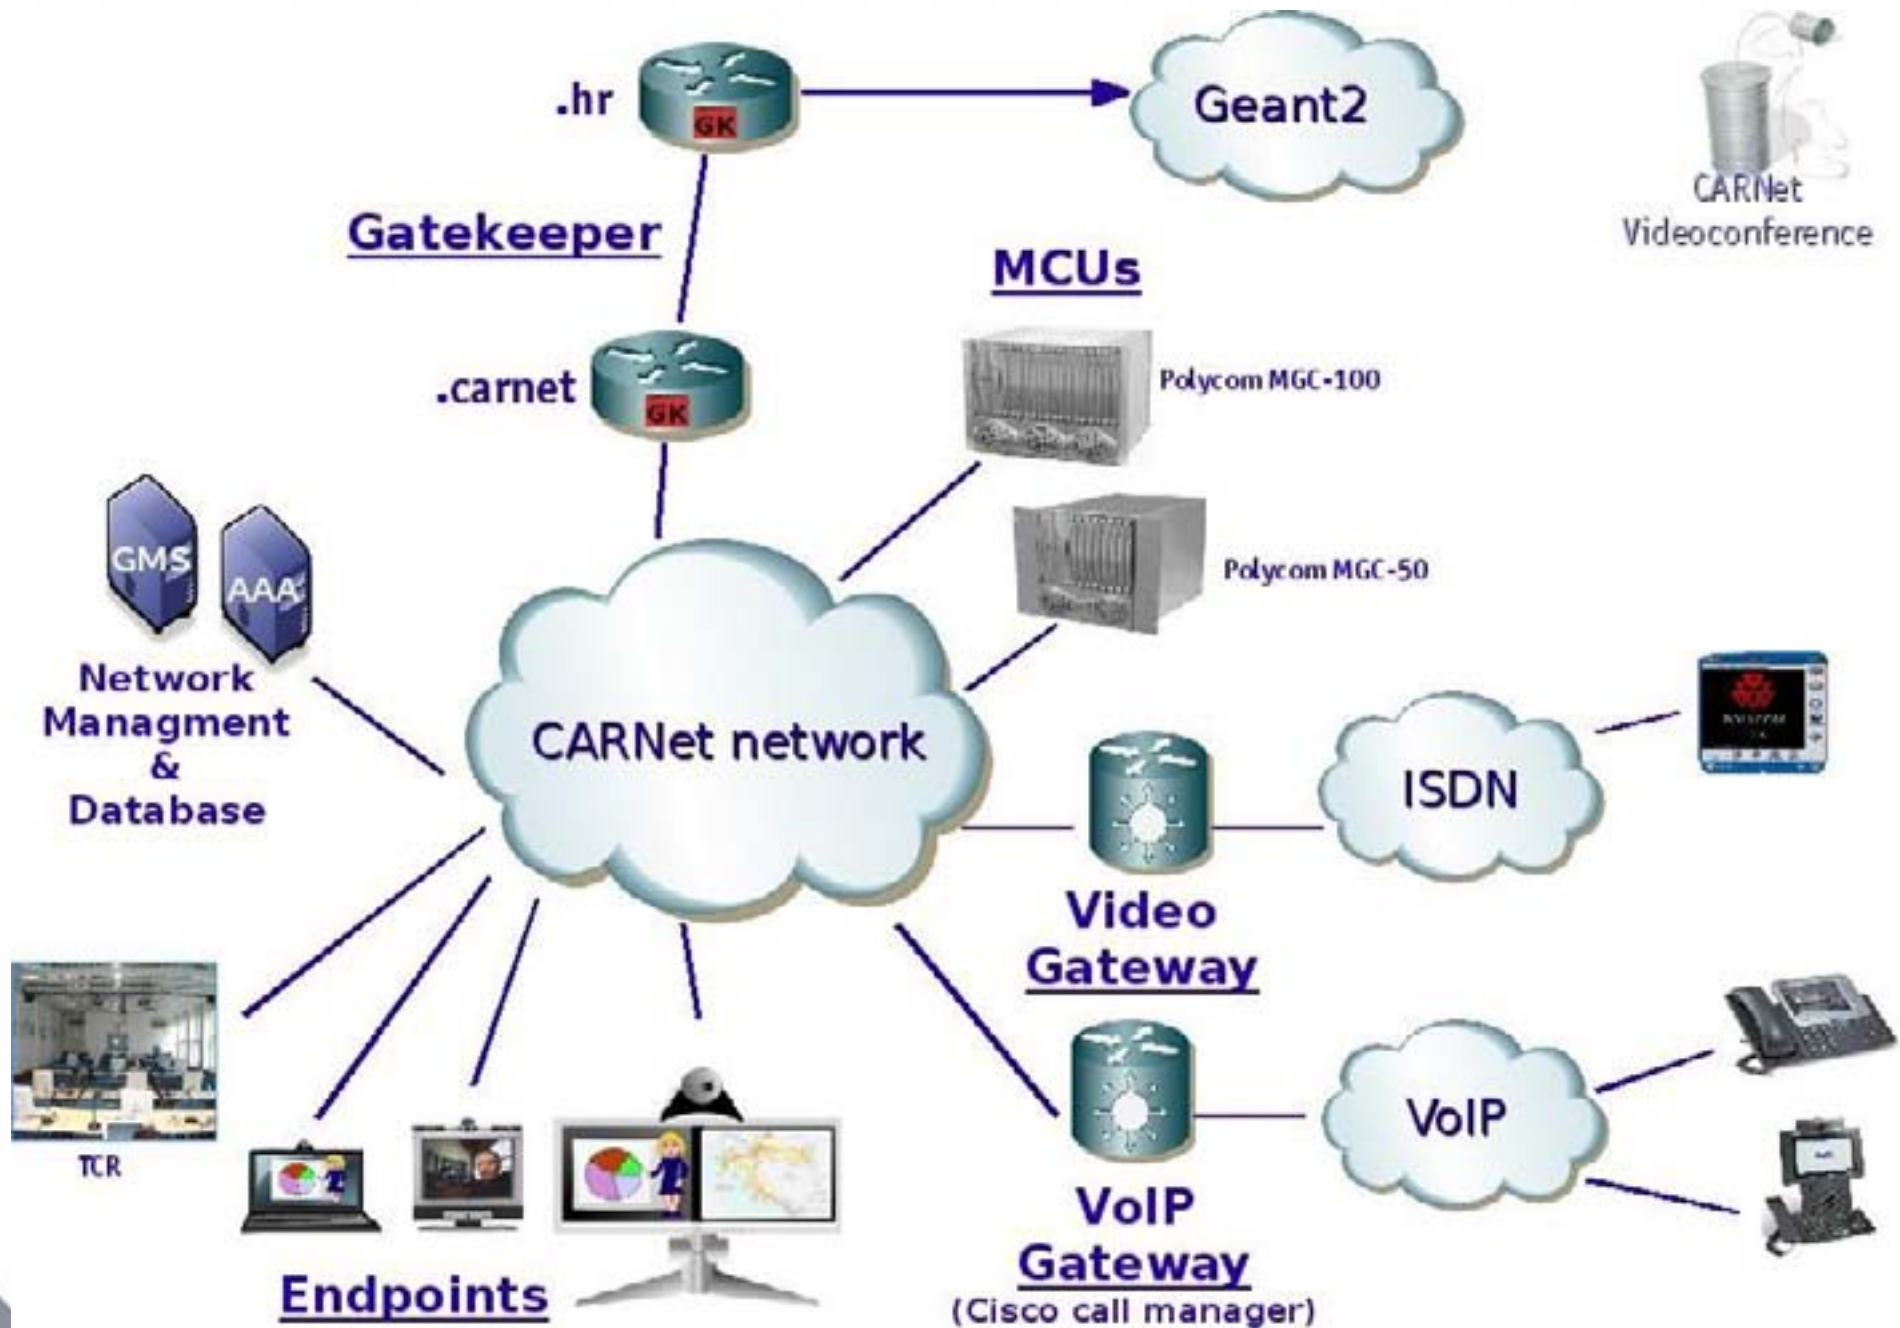 .hr
GK
Geant2
CARNet
Videoconference
Gatekeeper
MCUs
.carnet
GK
Polycom MGC-100
Polycom MGC-50
GMS
AAA
Network
Managment
&
Database
CARNet network
ISDN
Video
Gateway
TCR
VoIP
VoIP
Gateway
(Cisco call manager)
Endpoints